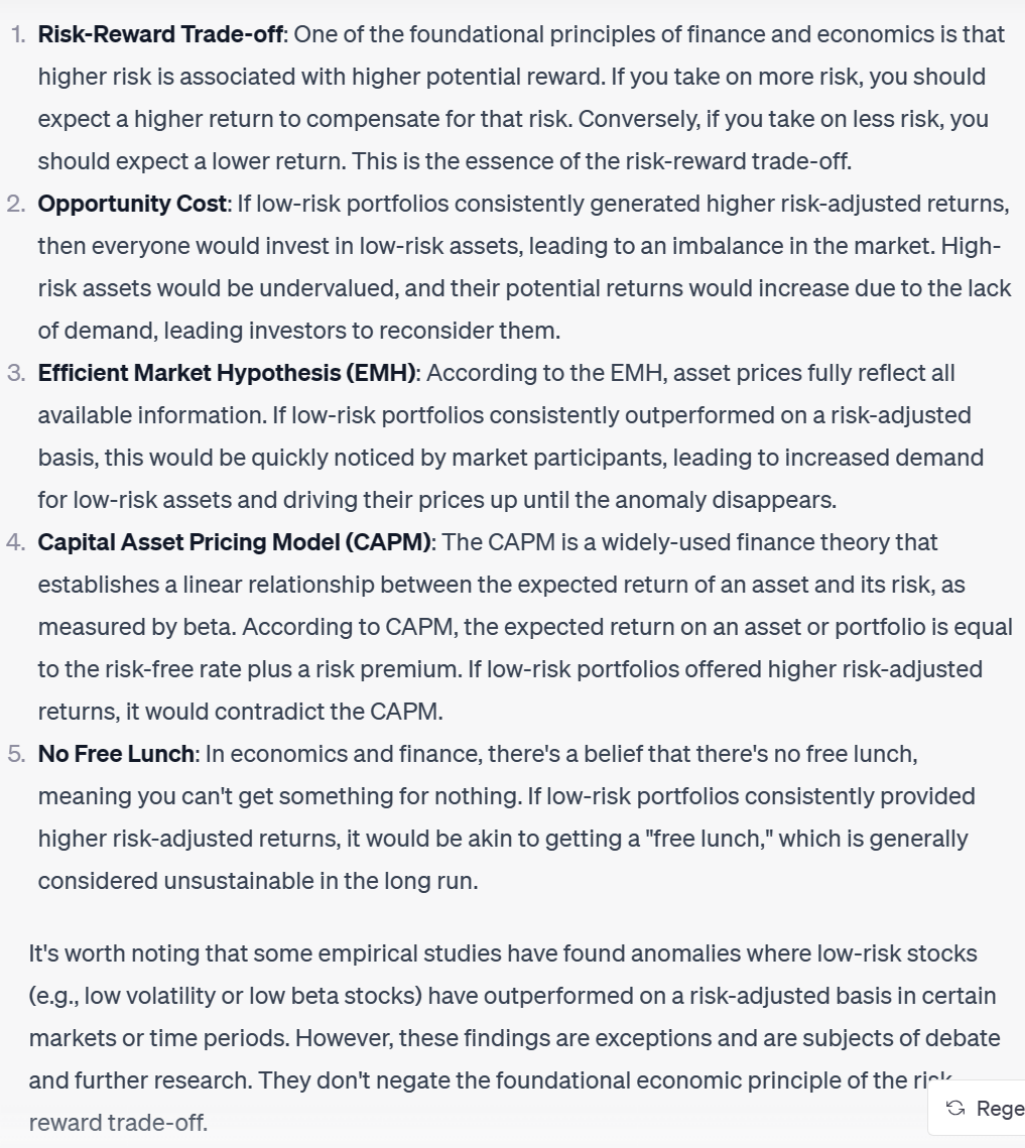 1. Risk-Reward Trade-off: One of the foundational principles of finance and economics is that
higher risk is associated with higher potential reward. If you take on more risk, you should
expect a higher return to compensate for that risk. Conversely, if you take on less risk, you
should expect a lower return. This is the essence of the risk-reward trade-off.
2. Opportunity Cost: If low-risk portfolios consistently generated higher risk-adjusted returns,
then everyone would invest in low-risk assets, leading to an imbalance in the market. High-
risk assets would be undervalued, and their potential returns would increase due to the lack
of demand, leading investors to reconsider them.
3. Efficient Market Hypothesis (EMH): According to the EMH, asset prices fully reflect all
available information. If low-risk portfolios consistently outperformed on a risk-adjusted
basis, this would be quickly noticed by market participants, leading to increased demand
for low-risk assets and driving their prices up until the anomaly disappears.
4. Capital Asset Pricing Model (CAPM): The CAPM is a widely-used finance theory that
establishes a linear relationship between the expected return of an asset and its risk, as
measured by beta. According to CAPM, the expected return on an asset or portfolio is equal
to the risk-free rate plus a risk premium. If low-risk portfolios offered higher risk-adjusted
returns, it would contradict the CAPM.
5. No Free Lunch: In economics and finance, there's a belief that there's no free lunch,
meaning you can't get something for nothing. If low-risk portfolios consistently provided
higher risk-adjusted returns, it would be akin to getting a "free lunch," which is generally
considered unsustainable in the long run.
It's worth noting that some empirical studies have found anomalies where low-risk stocks
(e.g., low volatility or low beta stocks) have outperformed on a risk-adjusted basis in certain
markets or time periods. However, these findings are exceptions and are subjects of debate
and further research. They don't negate the foundational economic principle of the risk-
reward trade-off.
Rege